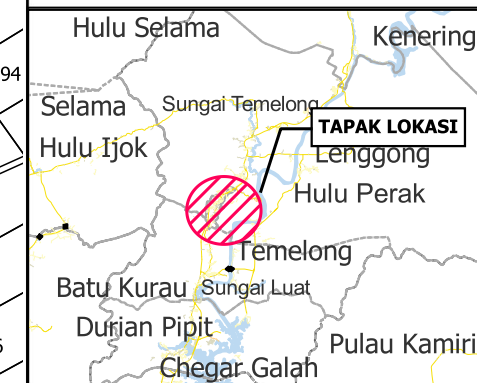 Hulu Selama
Kenering
94
Selama
Sungai Temelong
TAPAK LOKASI
Hulu Ijok
Lenggong
Hulu Perak
Temelong
Batu Kurau
Sungai Luat
Durian Pipit
Pulau Kamiri
Chegar Galah